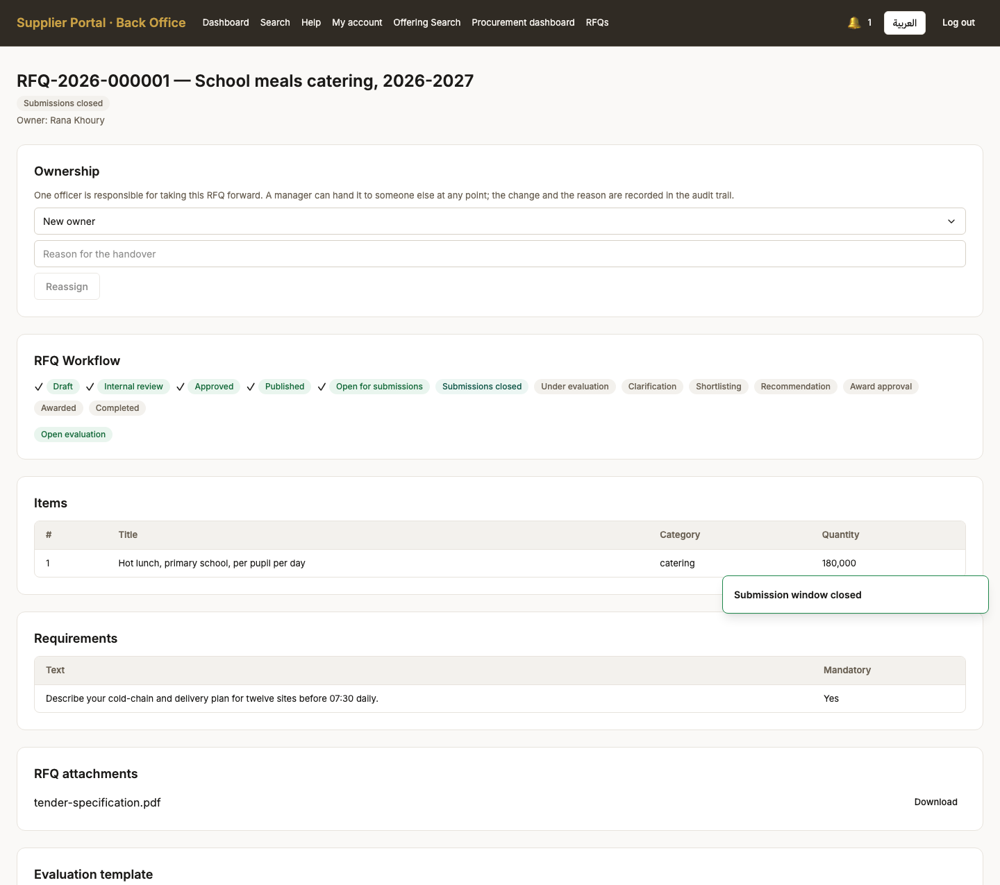 Supplier Portal · Back Office Dashboard Search Help My account Offering Search Procurement dashboard RFQs 1 العربية Log out
RFQ-2026-000001 — School meals catering, 2026-2027
Submissions closed
Owner: Rana Khoury
Ownership
One officer is responsible for taking this RFQ forward. A manager can hand it to someone else at any point; the change and the reason are recorded in the audit trail.
New owner
Reason for the handover
Reassign
RFQ Workflow
✓ Draft ✓ Internal review ✓ Approved ✓ Published ✓ Open for submissions Submissions closed Under evaluation Clarification Shortlisting Recommendation Award approval
Awarded Completed
Open evaluation
Items
# Title Category Quantity
1 Hot lunch, primary school, per pupil per day catering 180,000
Submission window closed
Requirements
Text Mandatory
Describe your cold-chain and delivery plan for twelve sites before 07:30 daily. Yes
RFQ attachments
tender-specification.pdf Download
Evaluation template